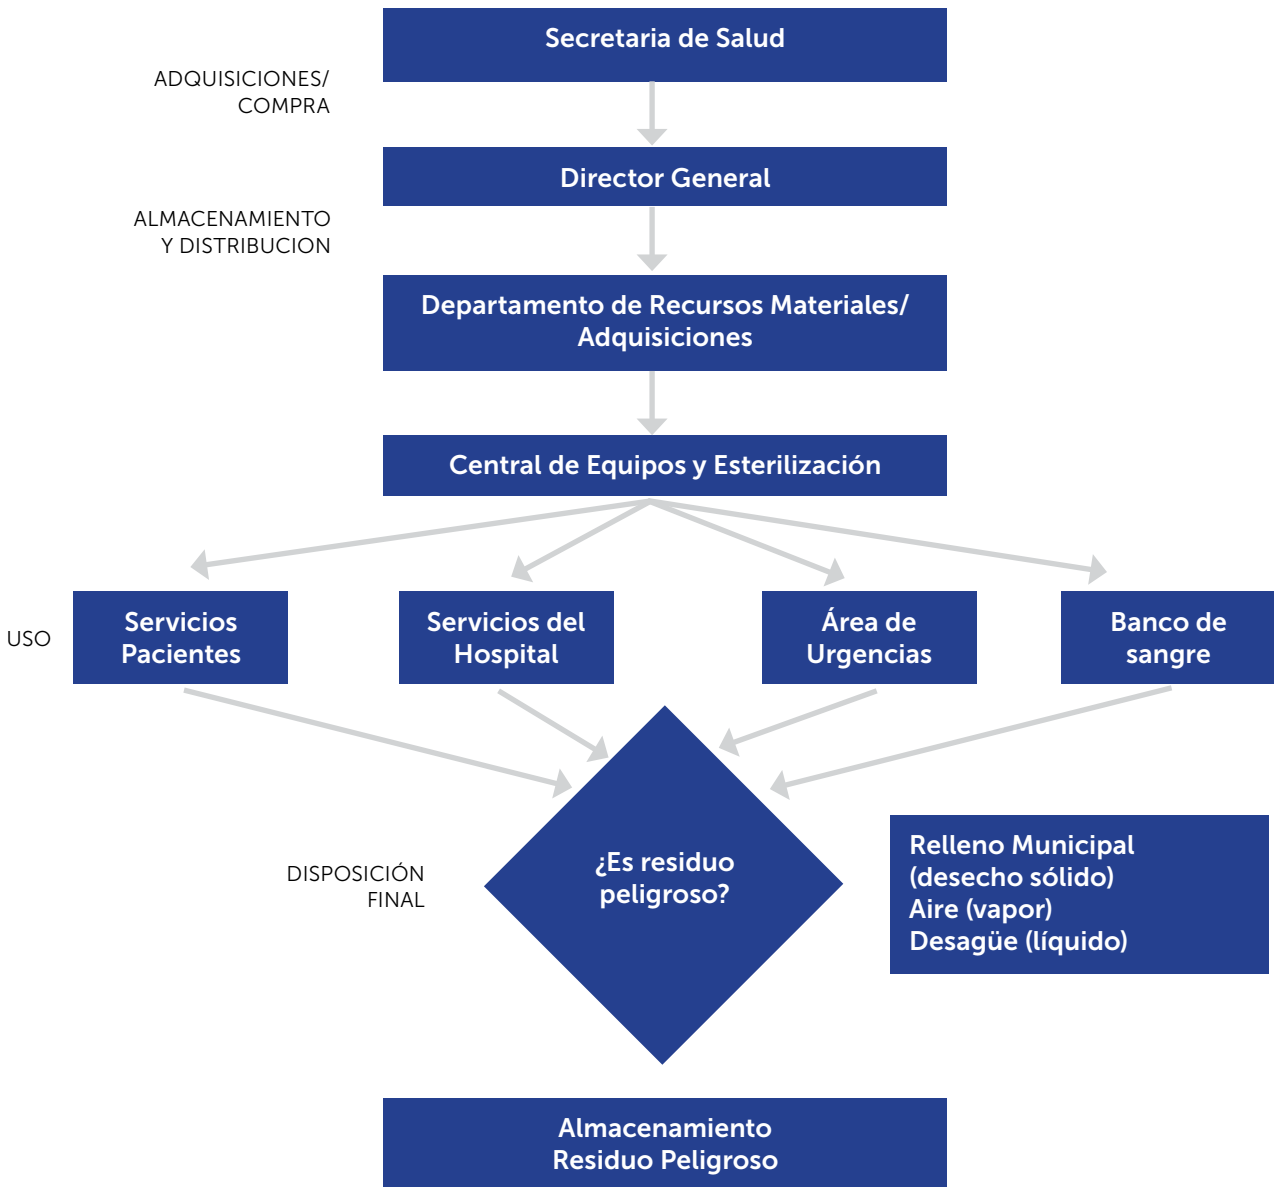 Secretaria de Salud
ADQUISICIONES/
COMPRA
Director General
ALMACENAMIENTO
Y DISTRIBUCION
Departamento de Recursos Materiales/
Adquisiciones
Central de Equipos y Esterilización
USO
Servicios
Pacientes
Servicios del
Hospital
Área de
Urgencias
Banco de
sangre
DISPOSICIÓN
FINAL
¿Es residuo
peligroso?
Relleno Municipal
(desecho sólido)
Aire (vapor)
Desagüe (líquido)
Almacenamiento
Residuo Peligroso